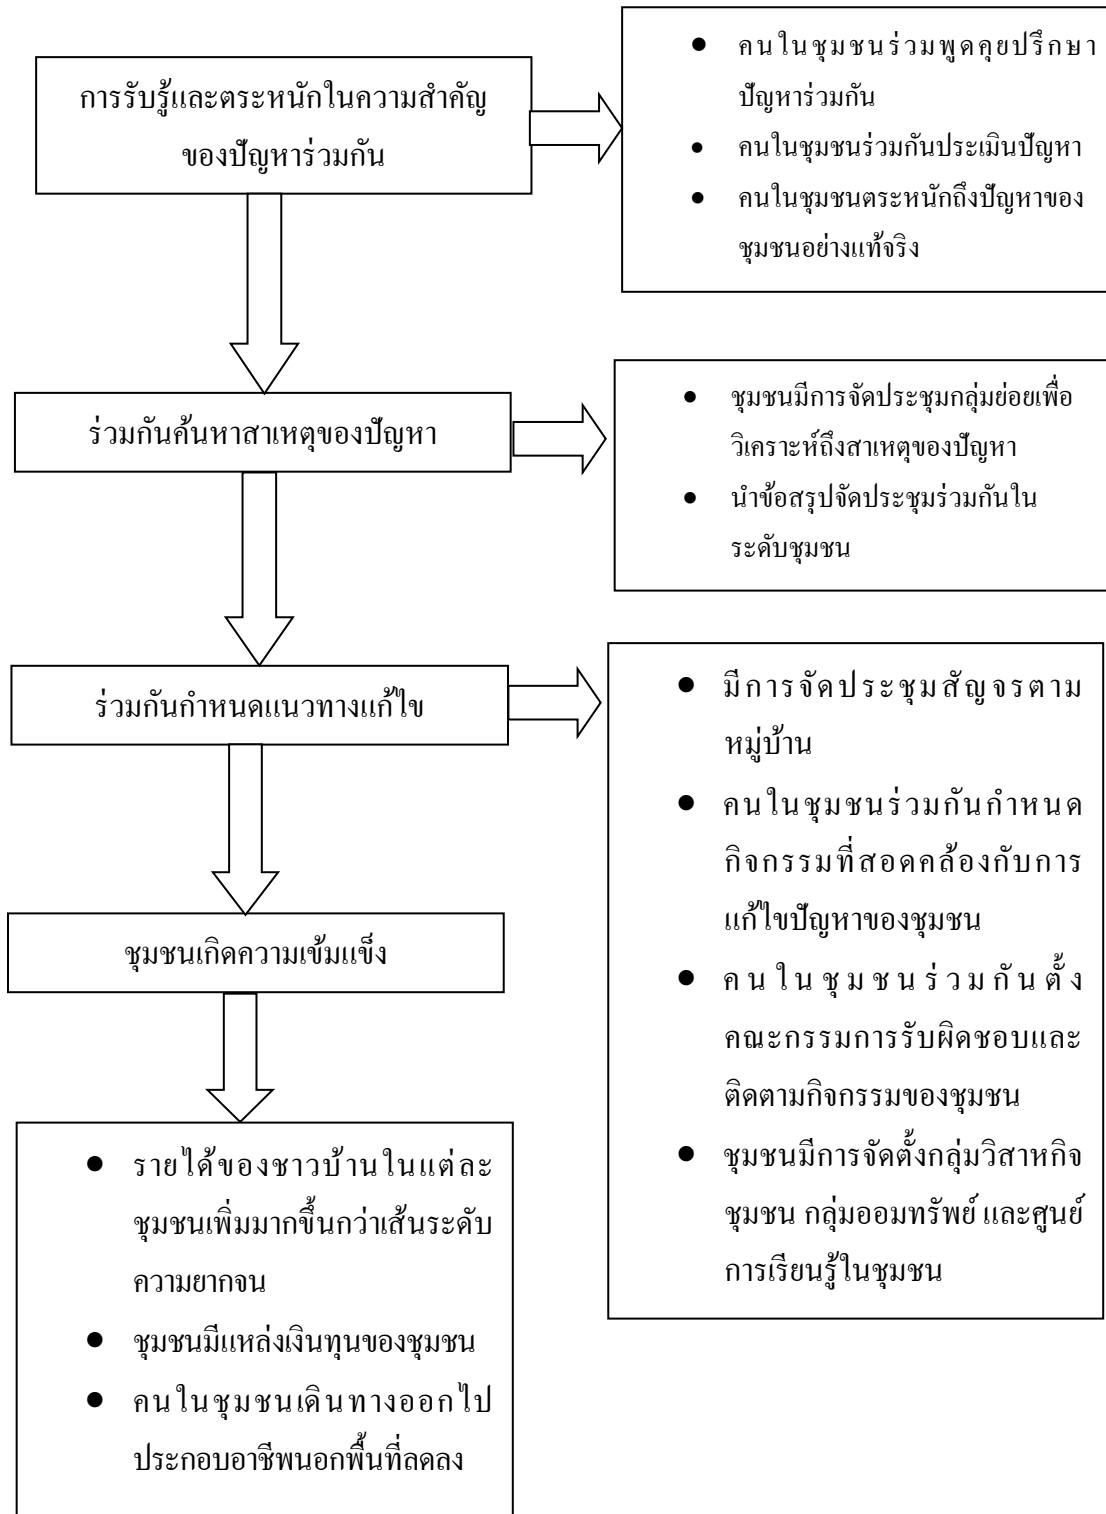 การรับรู้และตระหนักในความสำคัญ
ของปัญหาร่วมกัน
● คนในชุมชนร่วมพูดคุยปรึกษา
ปัญหาร่วมกัน
● คนในชุมชนร่วมกันประเมินปัญหา
● คนในชุมชนตระหนักถึงปัญหาของ
ชุมชนอย่างแท้จริง
ร่วมกันค้นหาสาเหตุของปัญหา
● ชุมชนมีการจัดประชุมกลุ่มย่อยเพื่อ
วิเคราะห์ถึงสาเหตุของปัญหา
● นำข้อสรุปจัดประชุมร่วมกันใน
ระดับชุมชน
ร่วมกันกำหนดแนวทางแก้ไข
● มีการจัดประชุมสัญจรตาม
หมู่บ้าน
● คนในชุมชนร่วมกันกำหนด
กิจกรรมที่สอดคล้องกับการ
แก้ไขปัญหาของชุมชน
● คนในชุมชนร่วมกันตั้ง
คณะกรรมการรับผิดชอบและ
ติดตามกิจกรรมของชุมชน
● ชุมชนมีการจัดตั้งกลุ่มวิสาหกิจ
ชุมชน กลุ่มออมทรัพย์ และศูนย์
การเรียนรู้ในชุมชน
ชุมชนเกิดความเข้มแข็ง
● รายได้ของชาวบ้านในแต่ละ
ชุมชนเพิ่มมากขึ้นกว่าเส้นระดับ
ความยากจน
● ชุมชนมีแหล่งเงินทุนของชุมชน
● คนในชุมชนเดินทางออกไป
ประกอบอาชีพนอกพื้นที่ลดลง